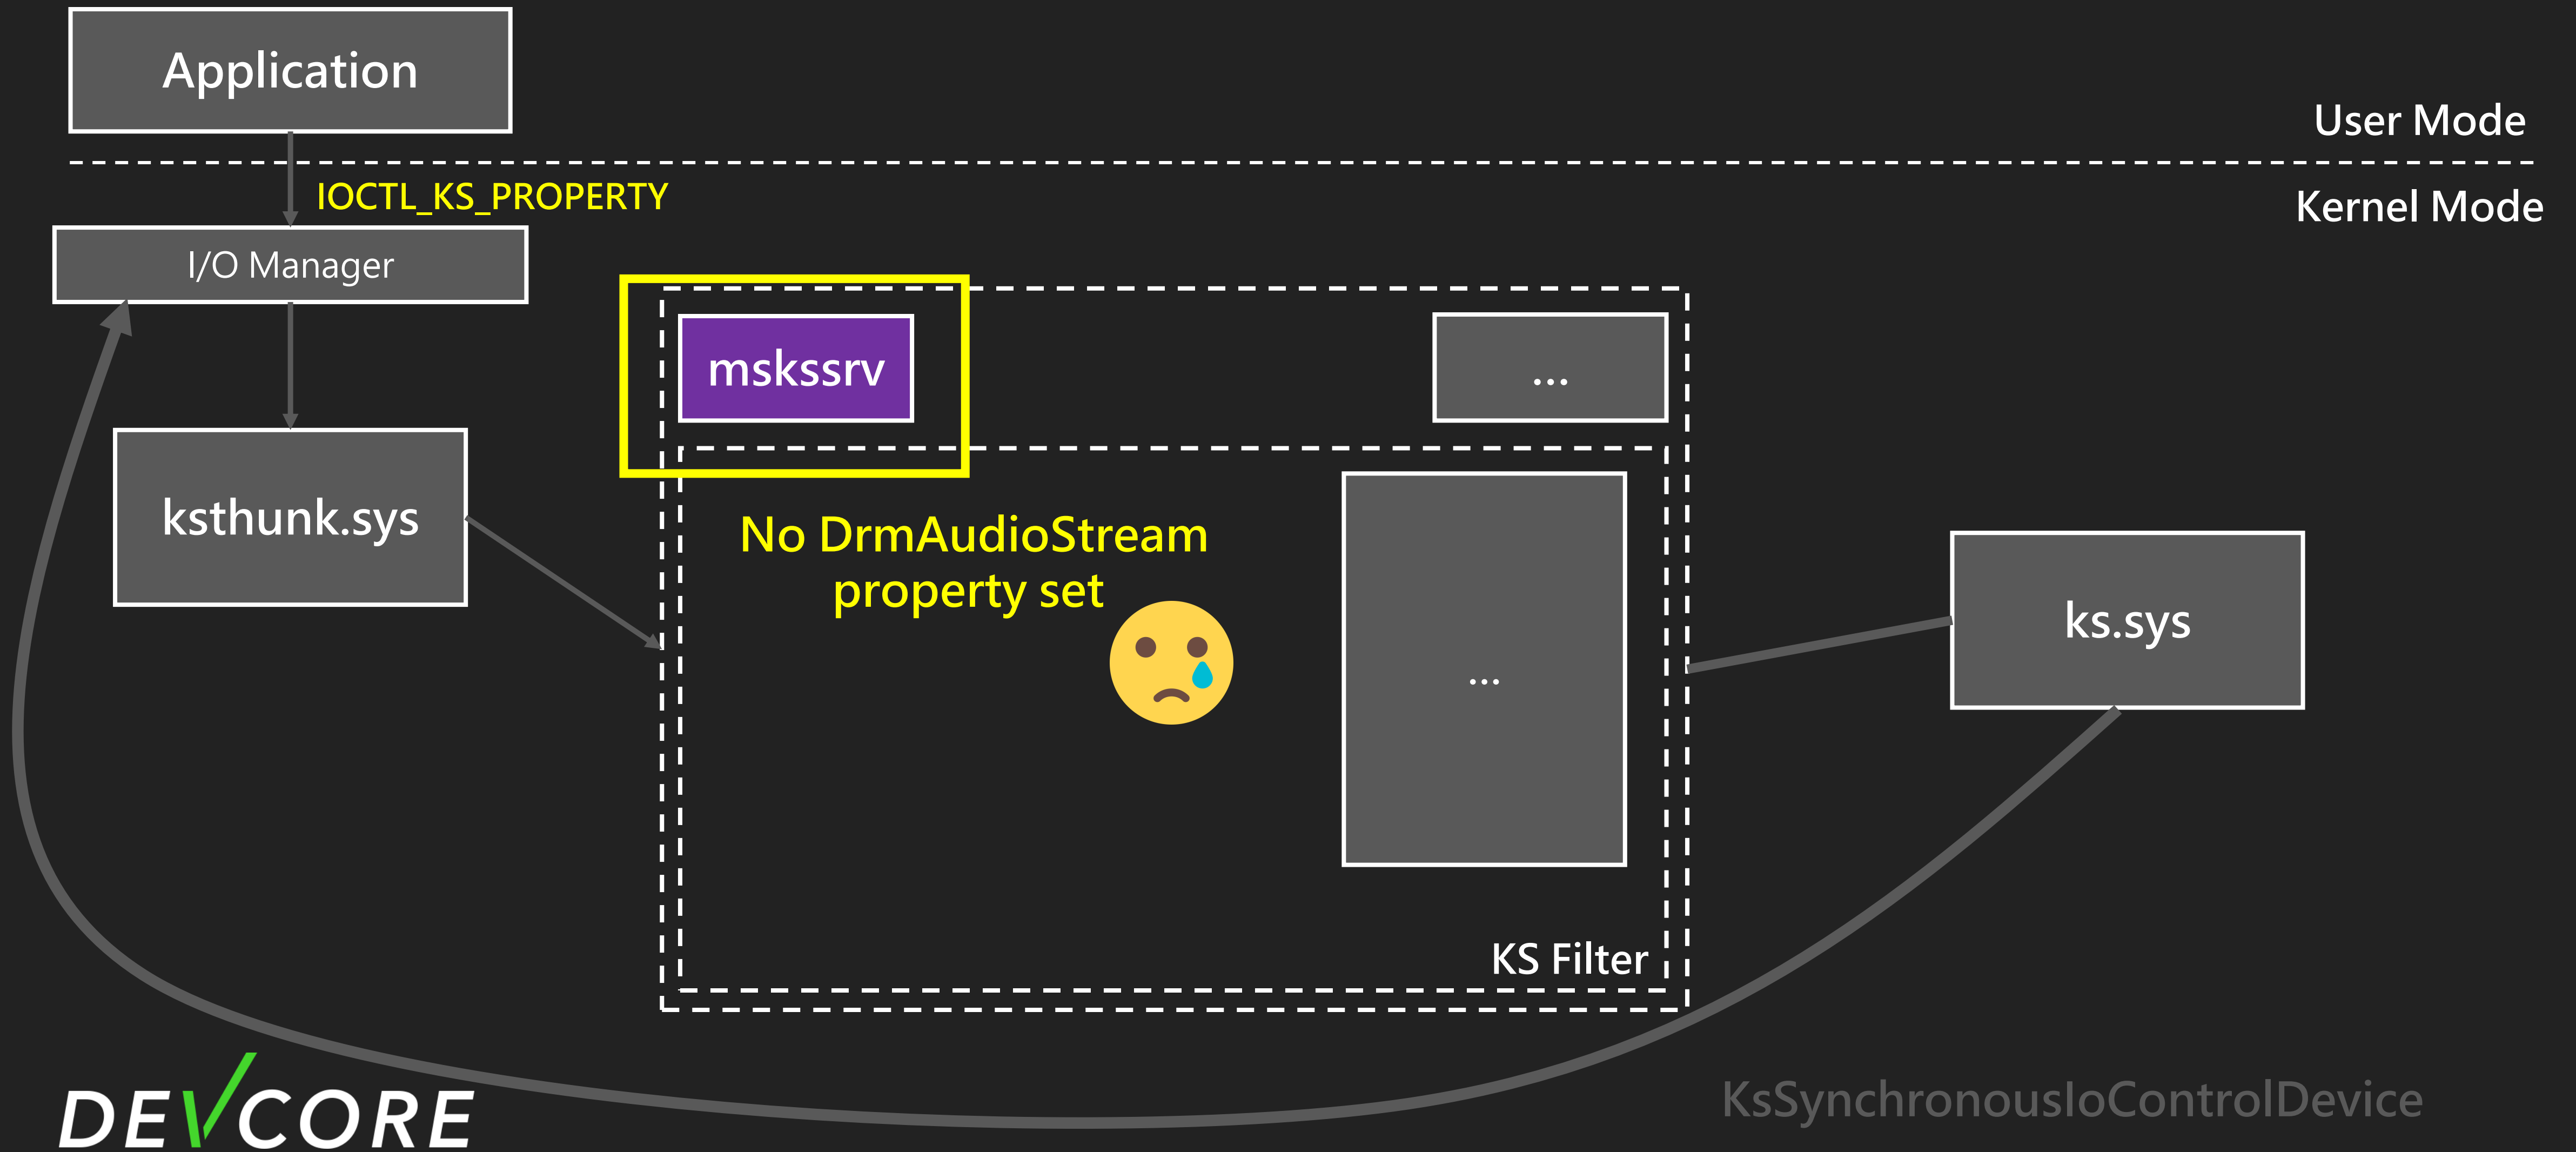 Application
User Mode
IOCTL_KS_PROPERTY
Kernel Mode
I/O Manager
mskssrv
...
ksthunk.sys
No DrmAudioStream
property set
...
ks.sys
KS Filter
KsSynchronousIoControlDevice
DEVCORE